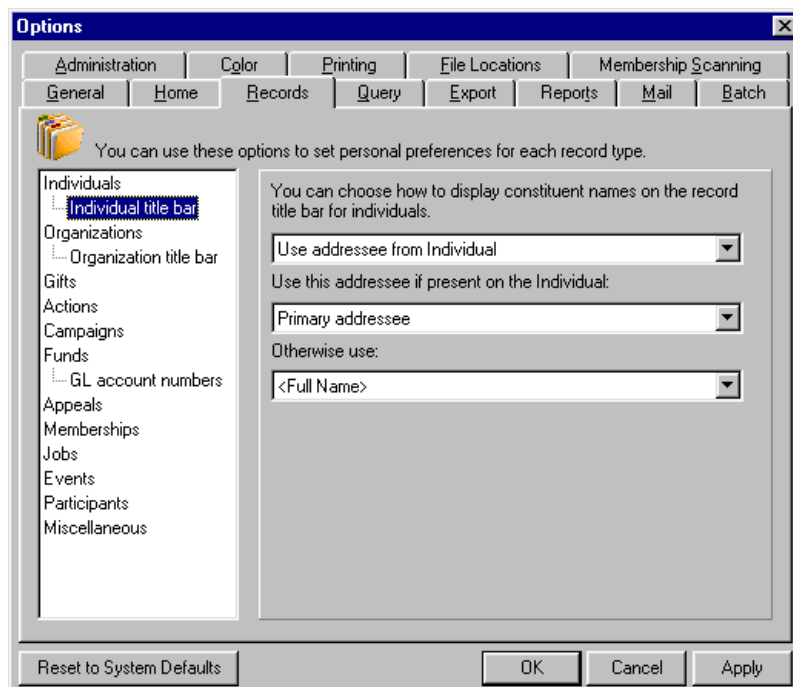 Options
Administration Color Printing File Locations Membership Scanning
General Home Records Query Export Reports Mail Batch
You can use these options to set personal preferences for each record type.
Individuals
Individual title bar
Organizations
Organization title bar
Gifts
Actions
Campaigns
Funds
GL account numbers
Appeals
Memberships
Jobs
Events
Participants
Miscellaneous
You can choose how to display constituent names on the record
title bar for individuals.
Use addressee from Individual
Use this addressee if present on the Individual:
Primary addressee
Otherwise use:
<Full Name>
Reset to System Defaults OK Cancel Apply